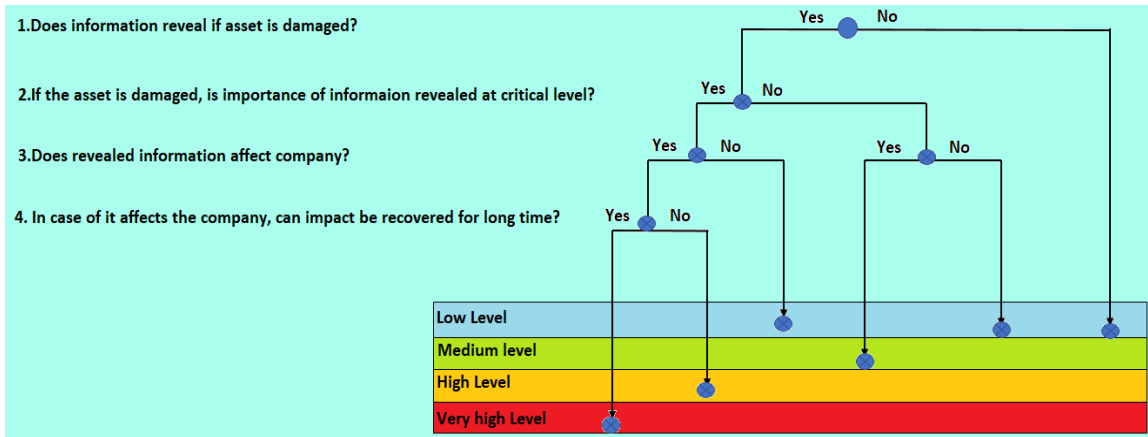 1.Does information reveal if asset is damaged?
Yes No
2.If the asset is damaged, is importance of informaion revealed at critical level?
Yes No
3.Does revealed information affect company?
Yes No
Yes No
4. In case of it affects the company, can impact be recovered for long time?
Yes No
Low Level
Medium level
High Level
Very high Level